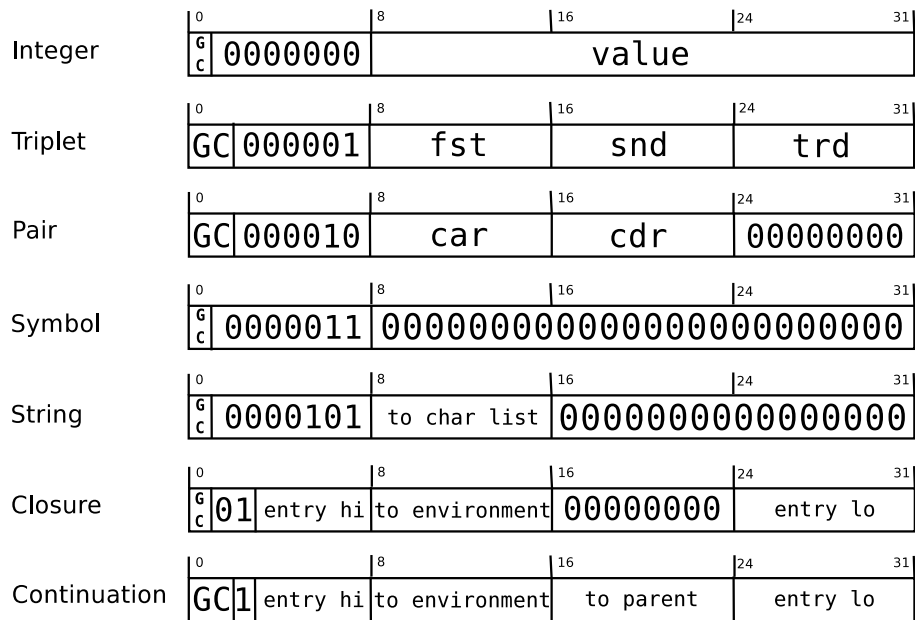 0 8 16 24 31
Integer GC 0000000 value
0 8 16 24 31
Triplet GC 000001 fst snd trd
0 8 16 24 31
Pair GC 000010 car cdr 00000000
0 8 16 24 31
Symbol GC 0000011 000000000000000000000000
0 8 16 24 31
String GC 0000101 to char list 0000000000000000
0 8 16 24 31
Closure GC 01 entry hi to environment 00000000 entry lo
0 8 16 24 31
Continuation GC 1 entry hi to environment to parent entry lo